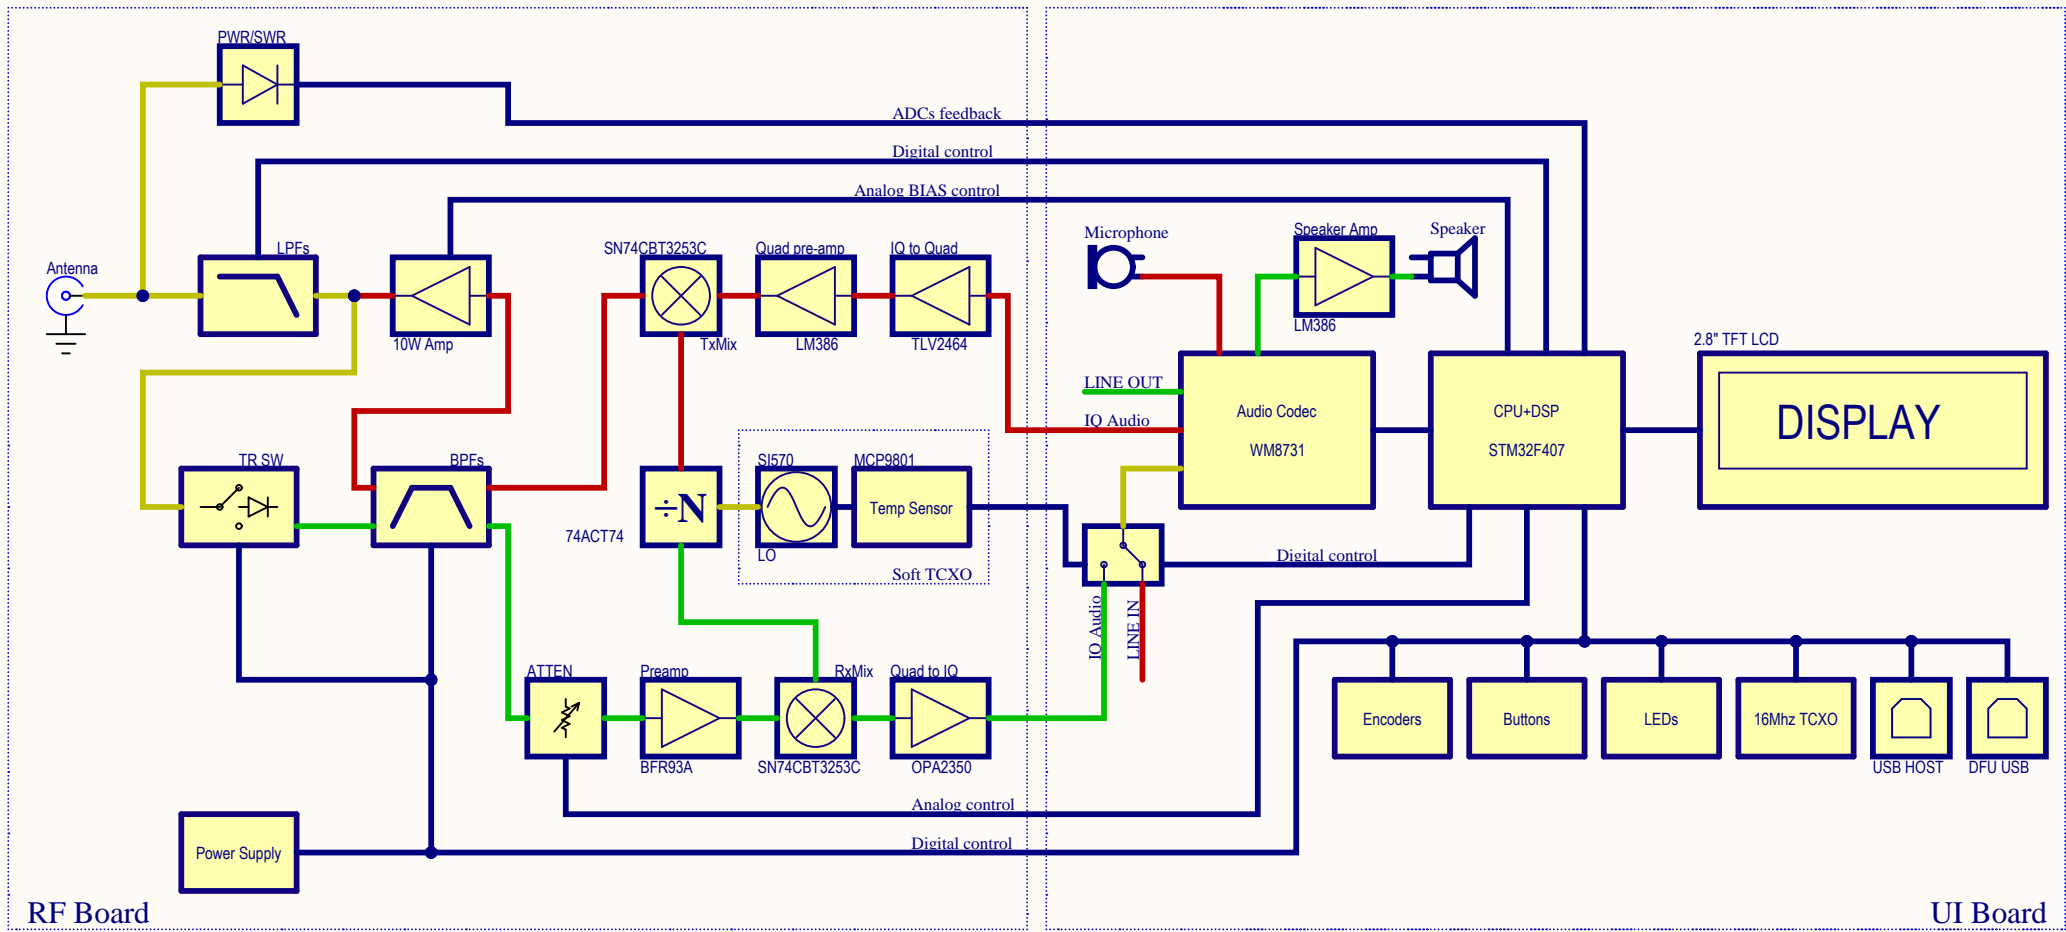 PWR/SWR
ADCs feedback
Digital control
Analog BIAS control
Antenna
LPFs
10W Amp
SN74CBT3253C
TxMix
Quad pre-amp
LM386
IQ to Quad
TLV2464
Microphone
Speaker Amp
LM386
Speaker
LINE OUT
IQ Audio
Audio Codec
WM8731
CPU+DSP
STM32F407
2.8" TFT LCD
DISPLAY
TR SW
BPFs
÷N
74ACT74
SI570
LO
MCP9801
Temp Sensor
Soft TCXO
Digital control
IQ Audio
LINE IN
ATTEN
Preamp
BFR93A
RxMix
SN74CBT3253C
Quad to IQ
OPA2350
Encoders
Buttons
LEDs
16Mhz TCXO
USB HOST
DFU USB
Analog control
Digital control
Power Supply
RF Board
UI Board